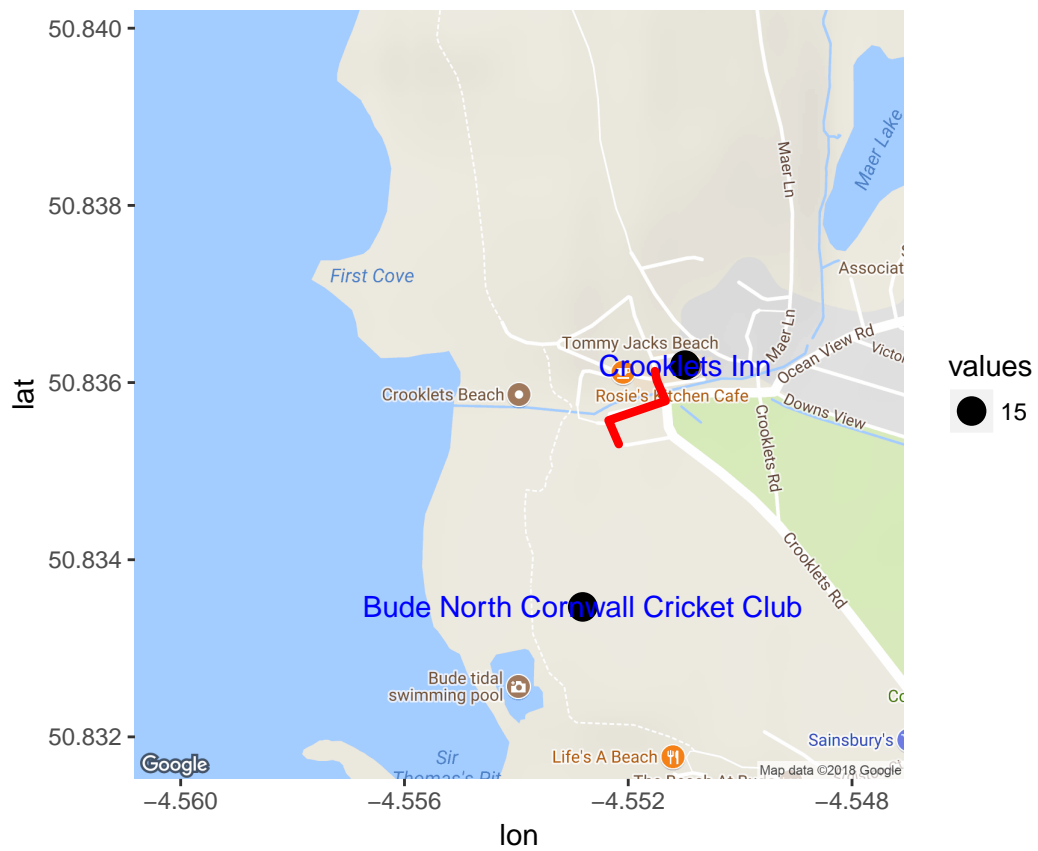 50.840
50.838
50.836
50.834
50.832
lat
Maer Ln
Maer Lake
First Cove
Associat
Tommy Jacks Beach
Crooklets Inn
Maer Ln
Ocean View Rd
Victor
Crooklets Beach
Rosie's Kitchen Cafe
Downs View
Crooklets Rd
Crooklets Rd
Bude North Cornwall Cricket Club
Bude tidal
swimming pool
Co
Sainsbury's
Life's A Beach
Sir
Thomas's Pit
Google
Map data ©2018 Google
−4.560
−4.556
−4.552
−4.548
lon
values
15